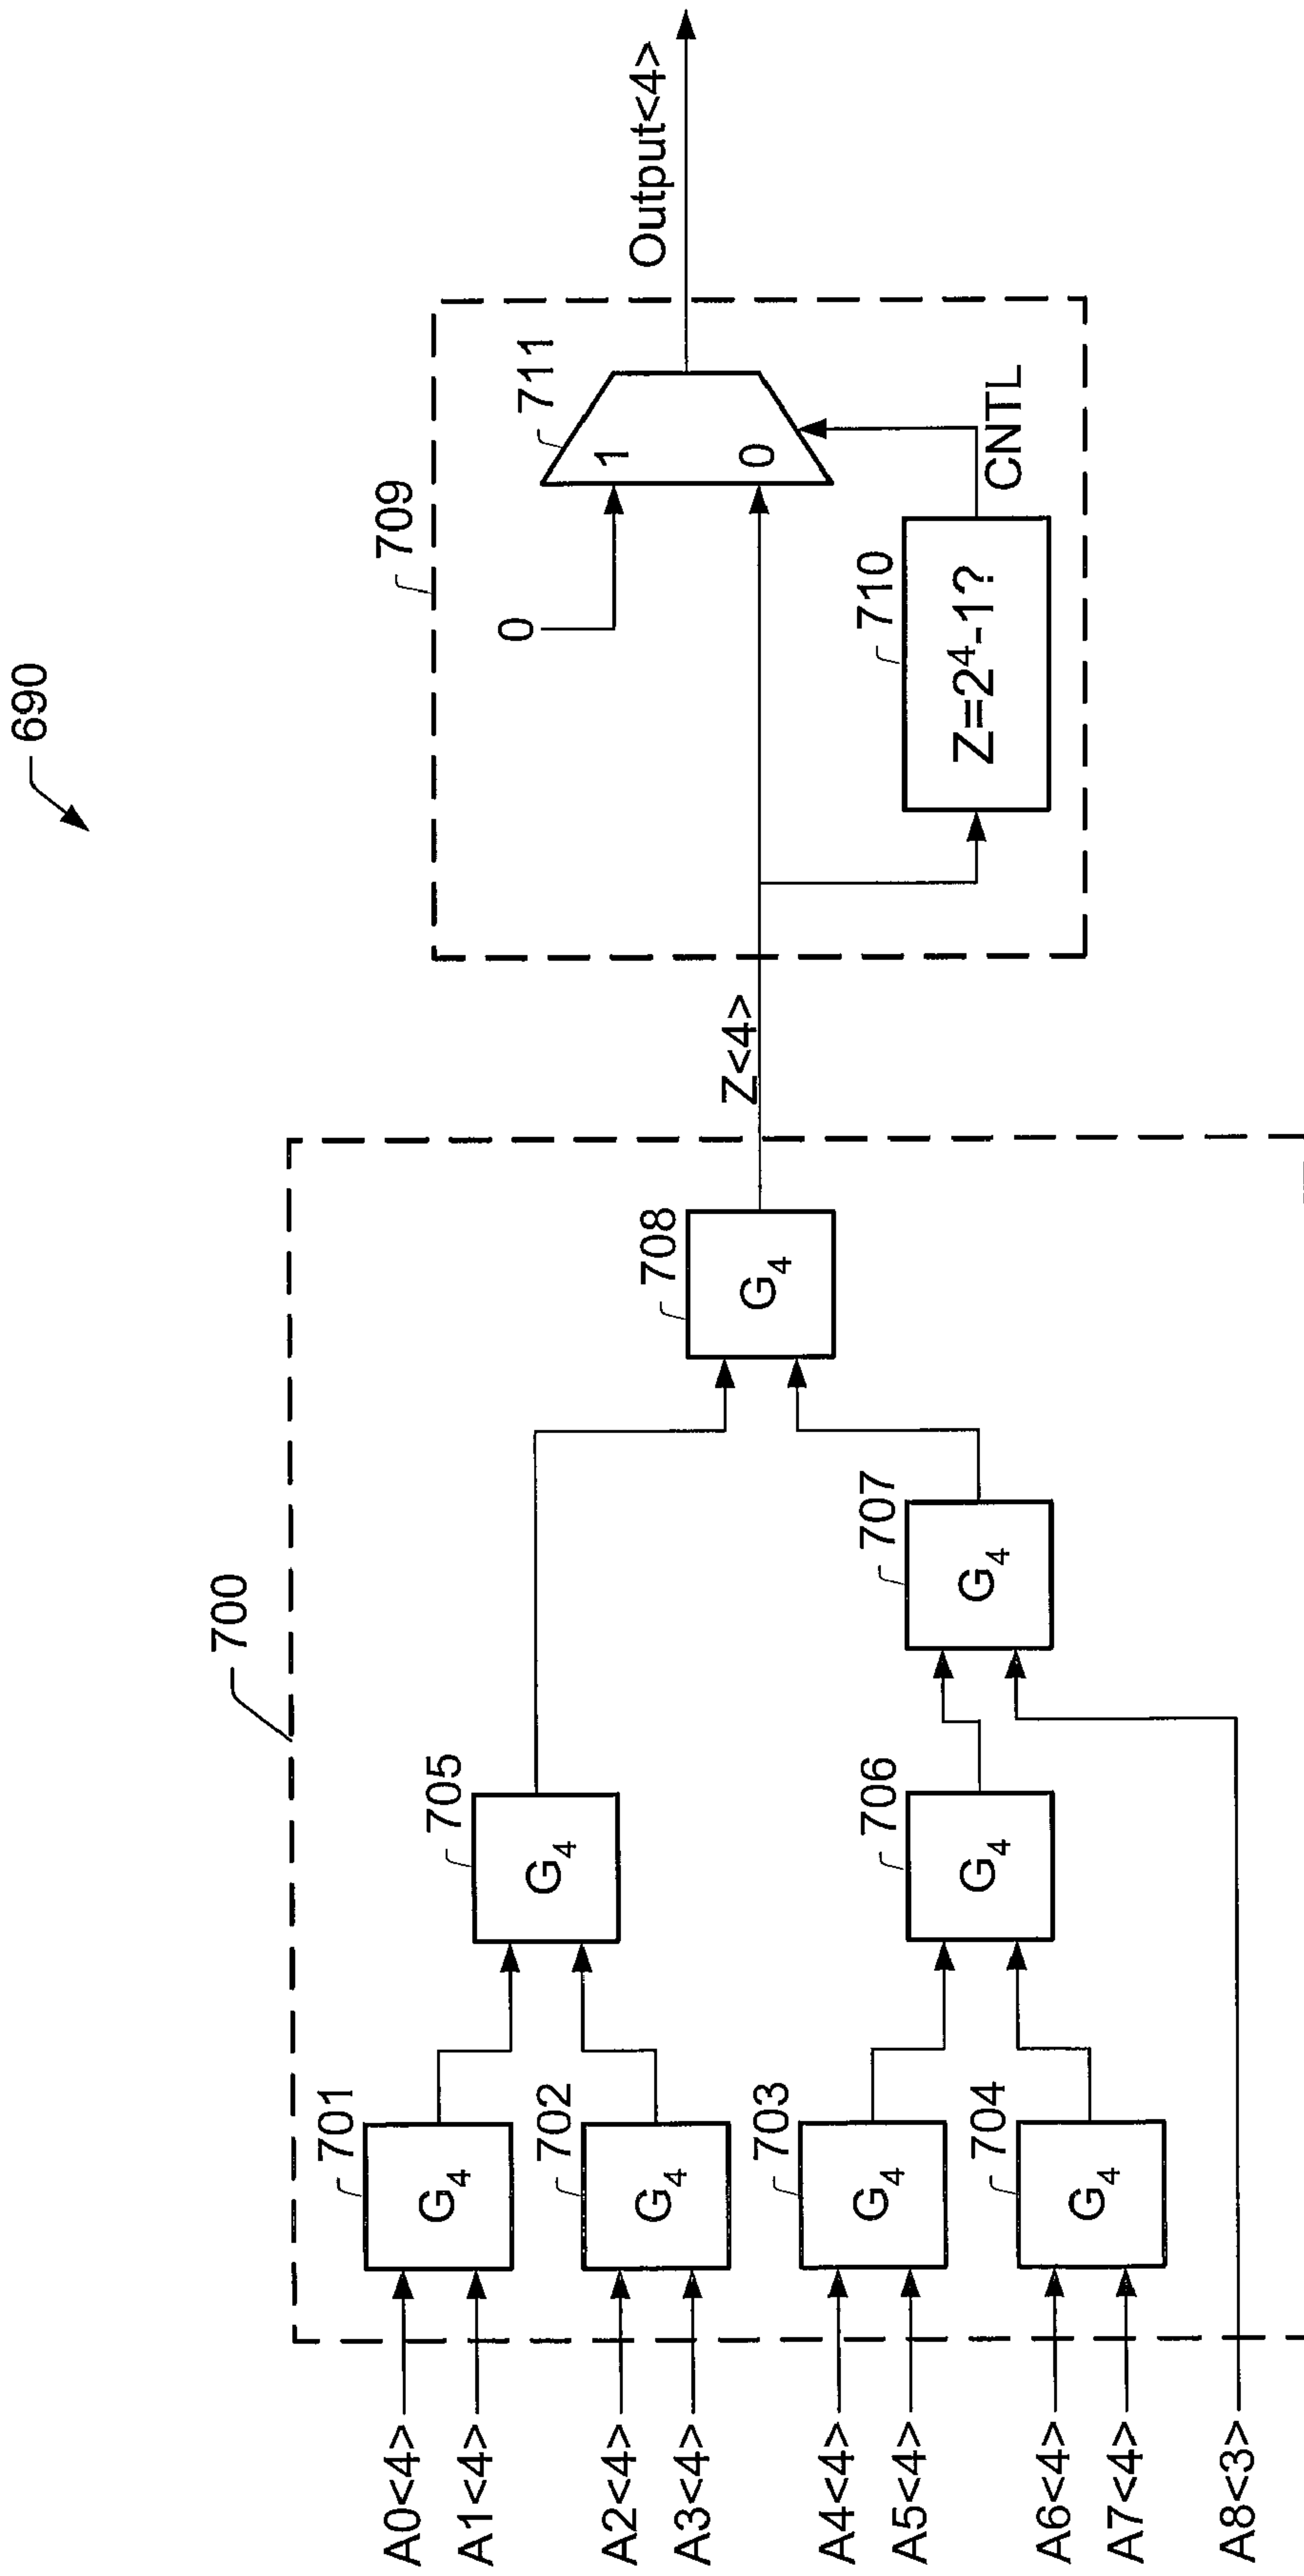 690
700
A0<4>
A1<4>
701
G4
A2<4>
A3<4>
702
G4
705
G4
A4<4>
A5<4>
703
G4
A6<4>
A7<4>
704
G4
706
G4
A8<3>
707
G4
708
G4
Z<4>
709
0
711
1
0
710
Z=2⁴-1?
CNTL
Output<4>